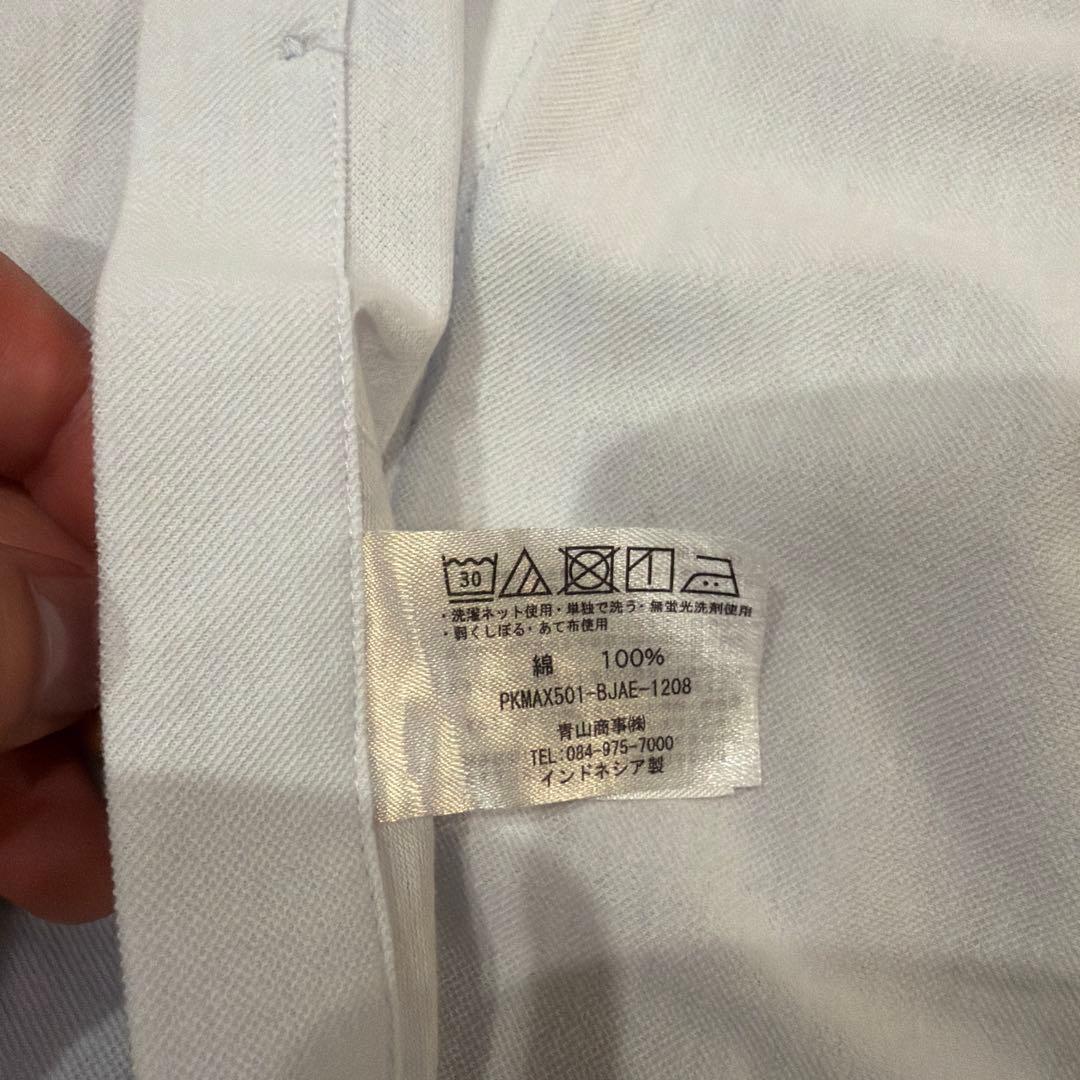 30
・洗濯ネット使用・単独で洗う・無蛍光洗剤使用
・弱くしぼる・あて布使用
綿 100%
PKMAX501-BJAE-1208
青山商事㈱
TEL:084-975-7000
インドネシア製